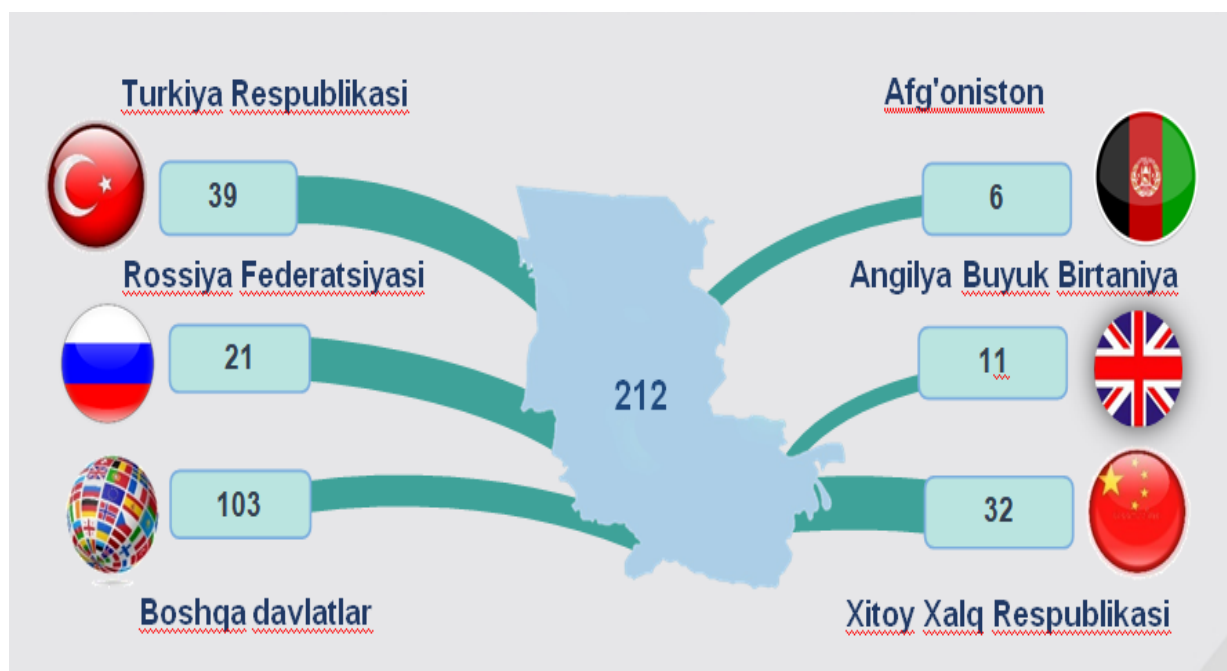 Turkiya Respublikasi
39
Rossiya Federatsiyasi
21
103
Boshqa davlatlar
212
Afg'oniston
6
Angilya Buyuk Birtaniya
11
32
Xitoy Xalq Respublikasi